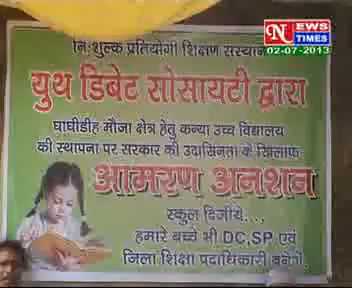 NEWS
TIMES
02-07-2013
निःशुल्क प्रतियोगी शिक्षण संस्थान
युथ डिबेट सोसायटी द्वारा
घाघीडीह मौजा क्षेत्र हेतु कन्या उच्च विद्यालय
की स्थापना पर सरकार की उदासिनता के खिलाफ
आमरण अनशन
स्कुल दिजीये...
हमारे बच्चे भी DC,SP एवं
जिला शिक्षा पदाधिकारी बनेगें